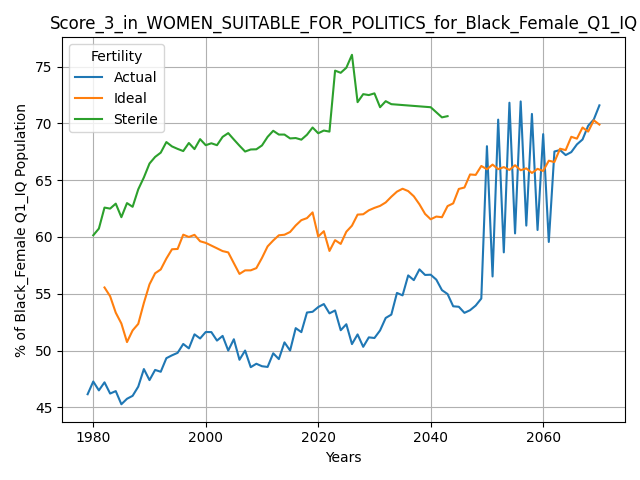 Score_3_in_WOMEN_SUITABLE_FOR_POLITICS_for_Black_Female_Q1_IQ
Fertility
Actual
Ideal
Sterile
% of Black_Female Q1_IQ Population
75
70
65
60
55
50
45
1980
2000
2020
2040
2060
Years